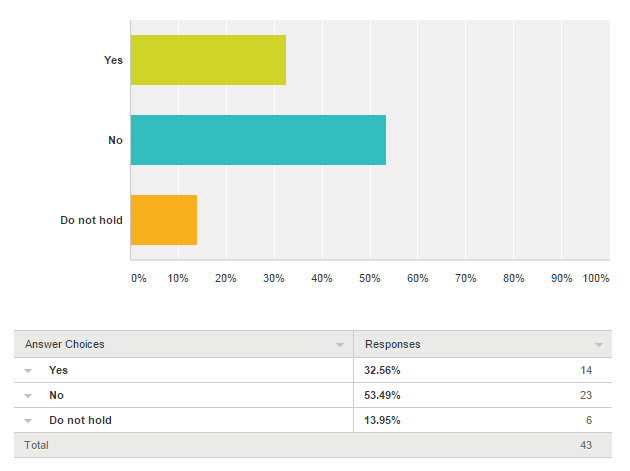 Yes
No
Do not hold
0% 10% 20% 30% 40% 50% 60% 70% 80% 90% 100%
Answer Choices Responses
Yes 32.56% 14
No 53.49% 23
Do not hold 13.95% 6
Total 43